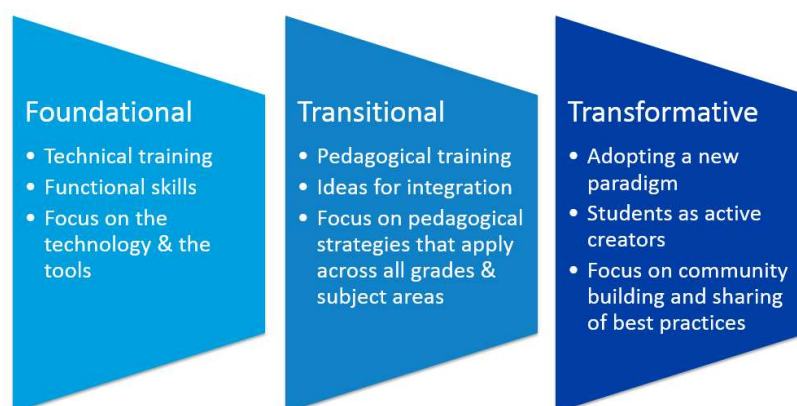 Foundational
• Technical training
• Functional skills
• Focus on the
technology & the
tools
Transitional
• Pedagogical training
• Ideas for integration
• Focus on pedagogical
strategies that apply
across all grades &
subject areas
Transformative
• Adopting a new
paradigm
• Students as active
creators
• Focus on community
building and sharing
of best practices